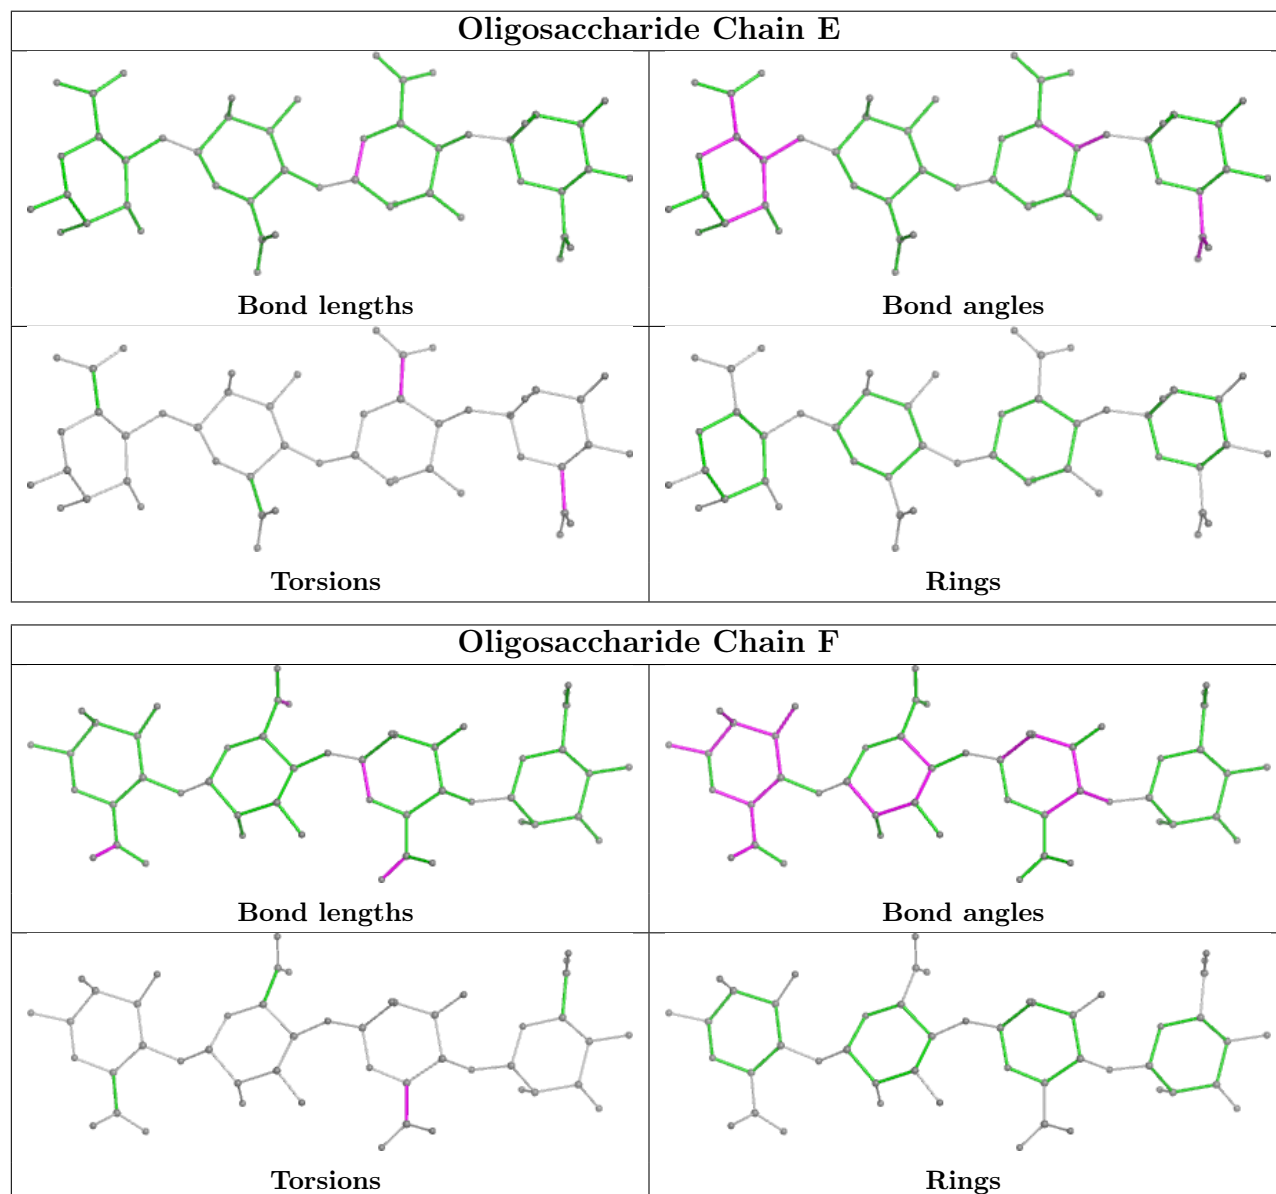 Oligosaccharide Chain E
Bond lengths
Bond angles
Torsions
Rings
Oligosaccharide Chain F
Bond lengths
Bond angles
Torsions
Rings